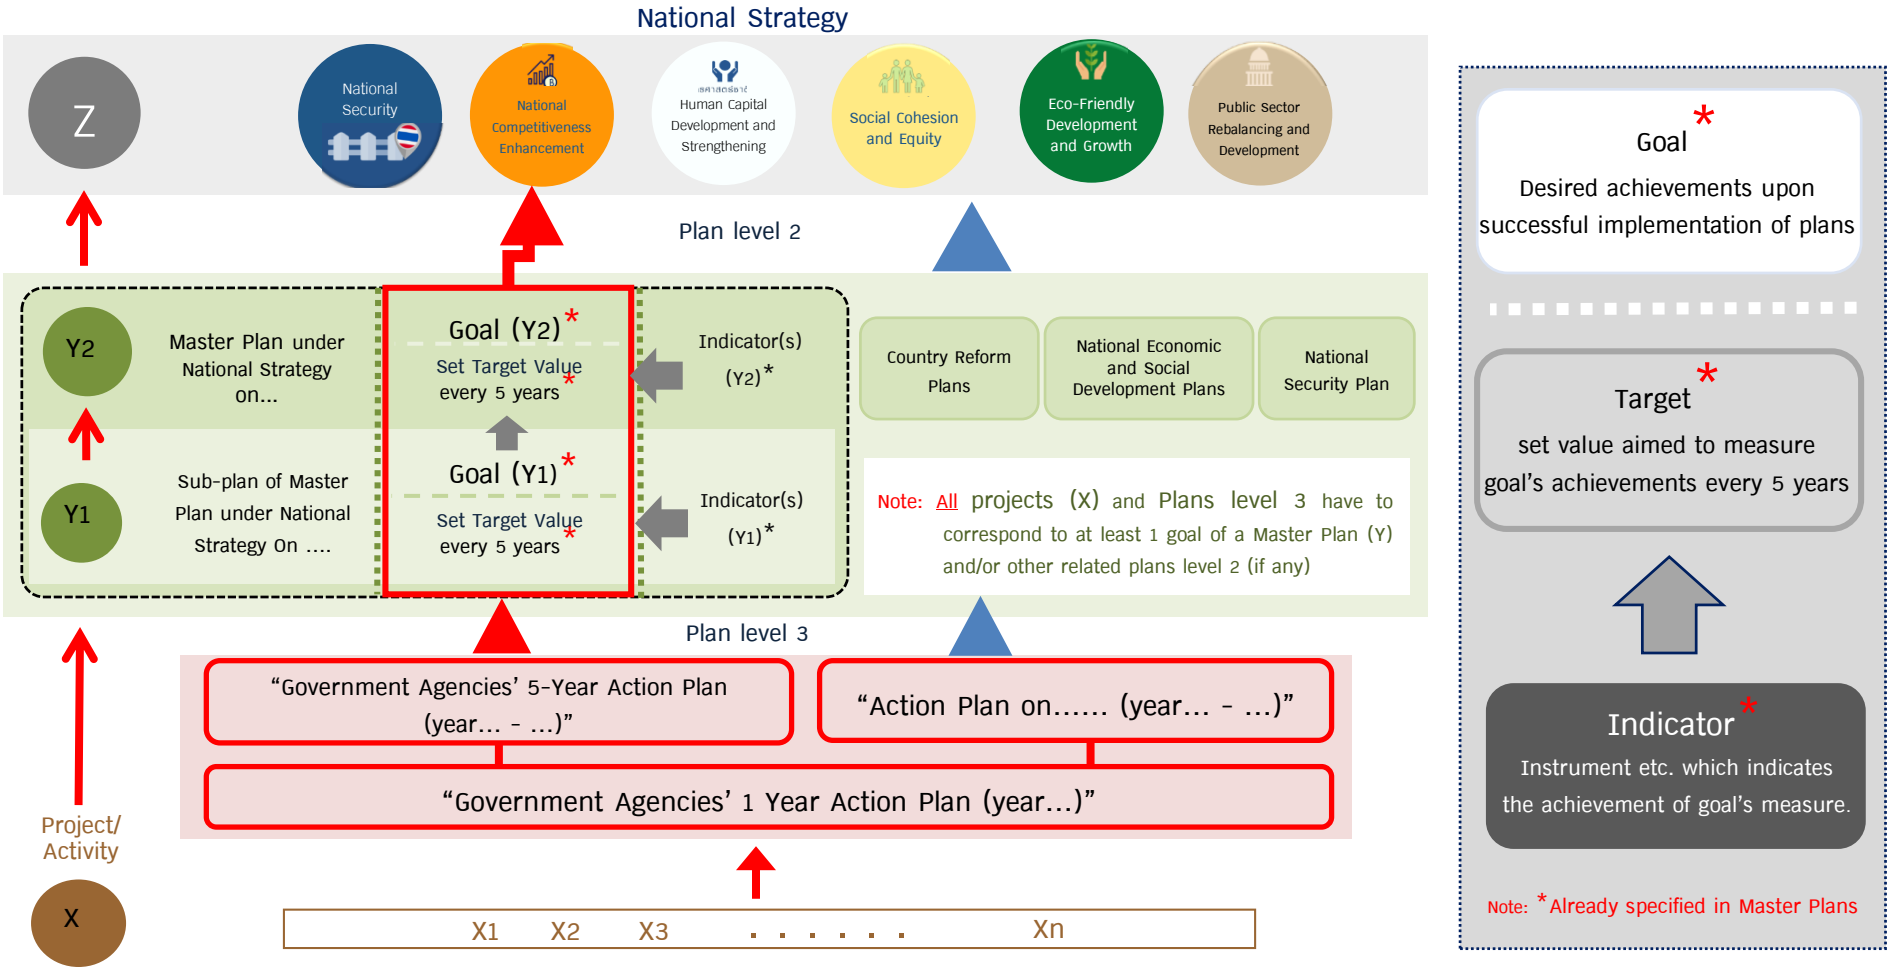 National Strategy
Z
National
Security
National
Competitiveness
Enhancement
Human Capital
Development and
Strengthening
Social Cohesion
and Equity
Eco-Friendly
Development
and Growth
Public Sector
Rebalancing and
Development
Plan level 2
Y2
Master Plan under
National Strategy
on...
Goal (Y2)*
Set Target Value
every 5 years*
Indicator(s)
(Y2)*
Country Reform
Plans
National Economic
and Social
Development Plans
National
Security Plan
Y1
Sub-plan of Master
Plan under National
Strategy On ....
Goal (Y1)*
Set Target Value
every 5 years*
Indicator(s)
(Y1)*
Note: All projects (X) and Plans level 3 have to
correspond to at least 1 goal of a Master Plan (Y)
and/or other related plans level 2 (if any)
Plan level 3
“Government Agencies’ 5-Year Action Plan
(year... - ...)”
“Action Plan on...... (year... - ...)”
“Government Agencies’ 1 Year Action Plan (year...)”
Project/
Activity
X
X1 X2 X3 . . . . . . Xn
Goal*
Desired achievements upon
successful implementation of plans
Target*
set value aimed to measure
goal’s achievements every 5 years
Indicator*
Instrument etc. which indicates
the achievement of goal’s measure.
Note: *Already specified in Master Plans